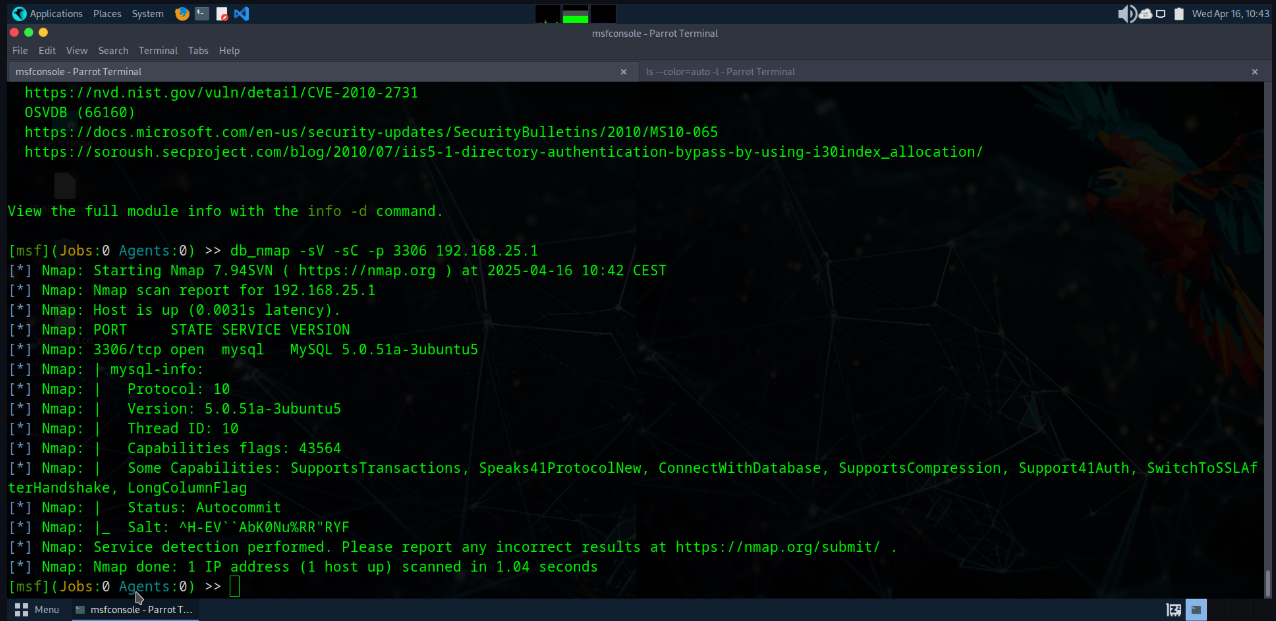 Applications Places System Wed Apr 16, 10:43
msfconsole - Parrot Terminal
File Edit View Search Terminal Tabs Help
msfconsole - Parrot Terminal × ls --color=auto -l - Parrot Terminal ×
https://nvd.nist.gov/vuln/detail/CVE-2010-2731
OSVDB (66160)
https://docs.microsoft.com/en-us/security-updates/SecurityBulletins/2010/MS10-065
https://soroush.secproject.com/blog/2010/07/iis5-1-directory-authentication-bypass-by-using-i30index_allocation/
View the full module info with the info -d command.
[msf](Jobs:0 Agents:0) >> db_nmap -sV -sC -p 3306 192.168.25.1
[*] Nmap: Starting Nmap 7.94SVN ( https://nmap.org ) at 2025-04-16 10:42 CEST
[*] Nmap: Nmap scan report for 192.168.25.1
[*] Nmap: Host is up (0.0031s latency).
[*] Nmap: PORT     STATE SERVICE VERSION
[*] Nmap: 3306/tcp open  mysql   MySQL 5.0.51a-3ubuntu5
[*] Nmap: | mysql-info:
[*] Nmap: |   Protocol: 10
[*] Nmap: |   Version: 5.0.51a-3ubuntu5
[*] Nmap: |   Thread ID: 10
[*] Nmap: |   Capabilities flags: 43564
[*] Nmap: |   Some Capabilities: SupportsTransactions, Speaks41ProtocolNew, ConnectWithDatabase, SupportsCompression, Support41Auth, SwitchToSSLAf
terHandshake, LongColumnFlag
[*] Nmap: |   Status: Autocommit
[*] Nmap: |_  Salt: ^H-EV``AbK0Nu%RR"RYF
[*] Nmap: Service detection performed. Please report any incorrect results at https://nmap.org/submit/ .
[*] Nmap: Nmap done: 1 IP address (1 host up) scanned in 1.04 seconds
[msf](Jobs:0 Agents:0) >>
Menu msfconsole - Parrot T...